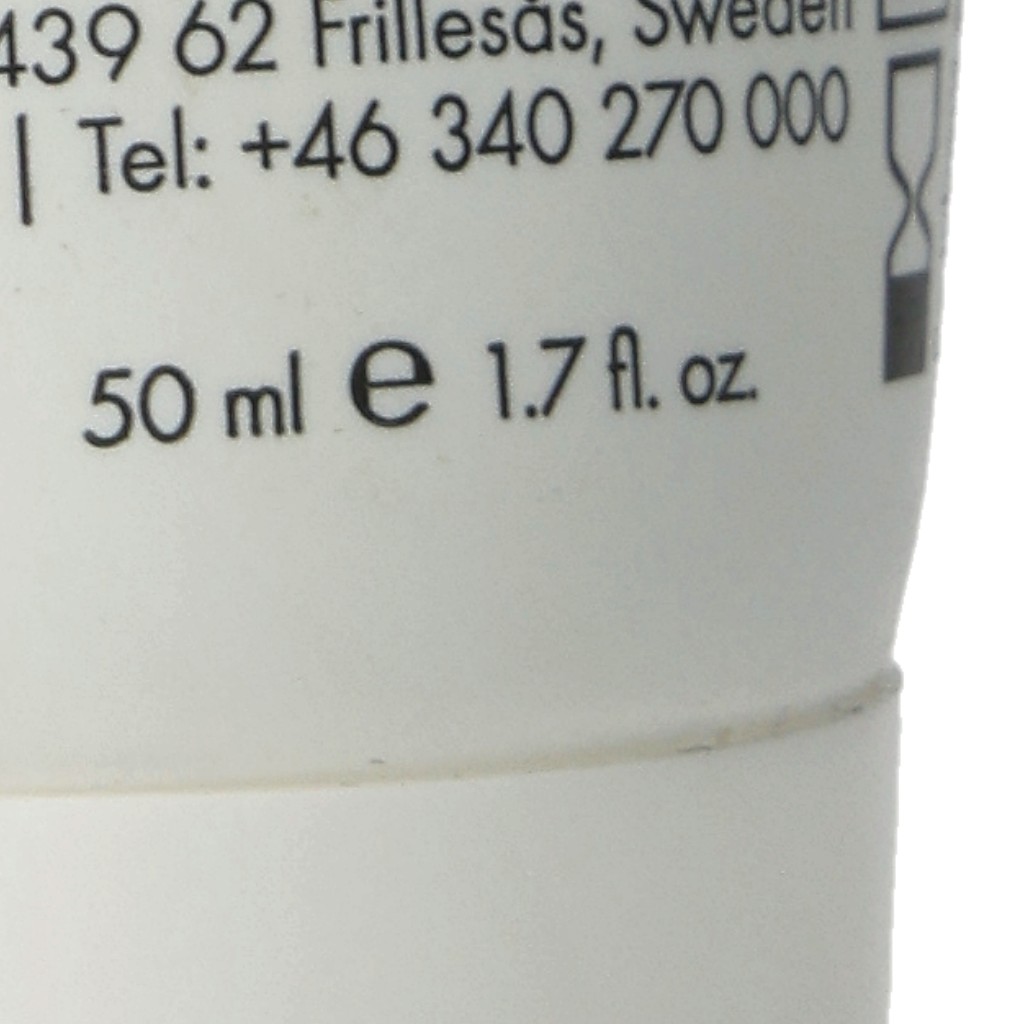 439 62 Frillesås, Sweden
| Tel: +46 340 270 000
50 ml e 1.7 fl. oz.